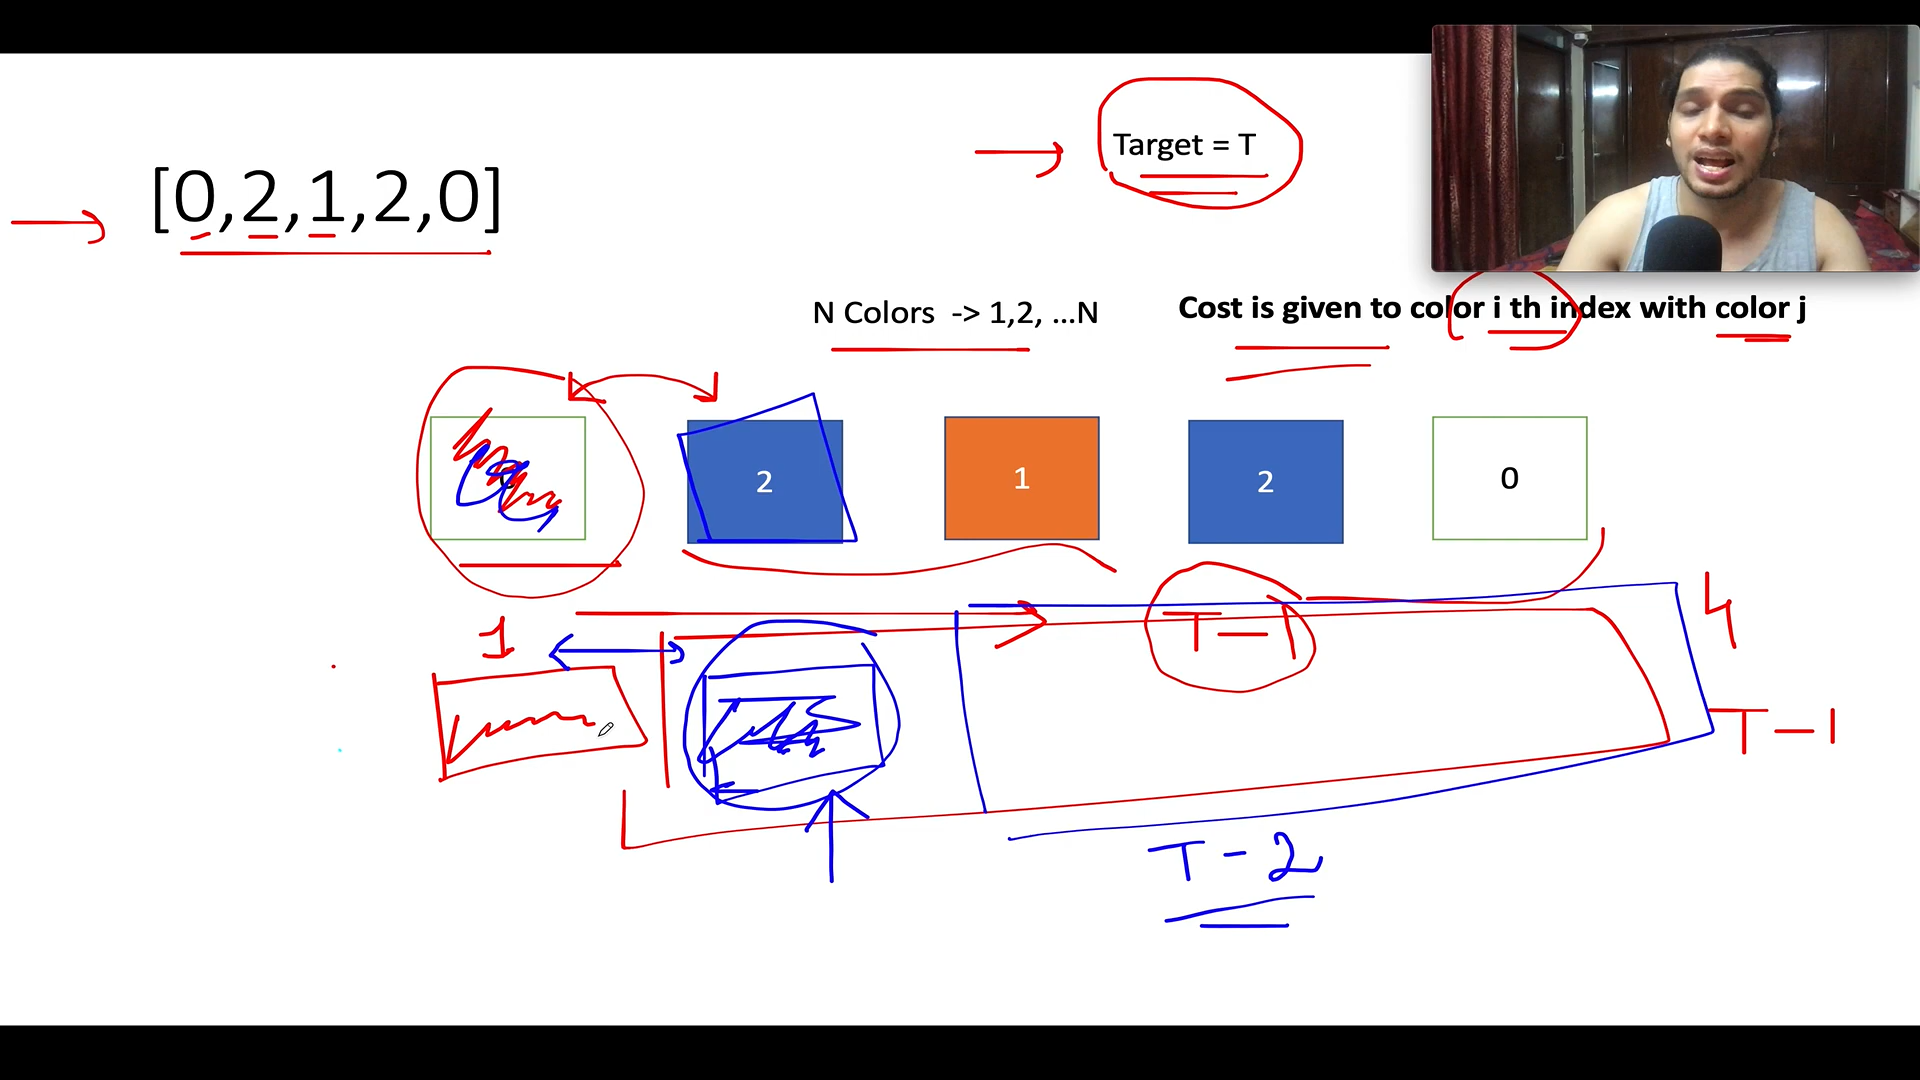 [0,2,1,2,0]
Target = T
N Colors -> 1,2, ...N
Cost is given to color i th index with color j
2
1
2
0
1
T-1
4
T-1
T-2